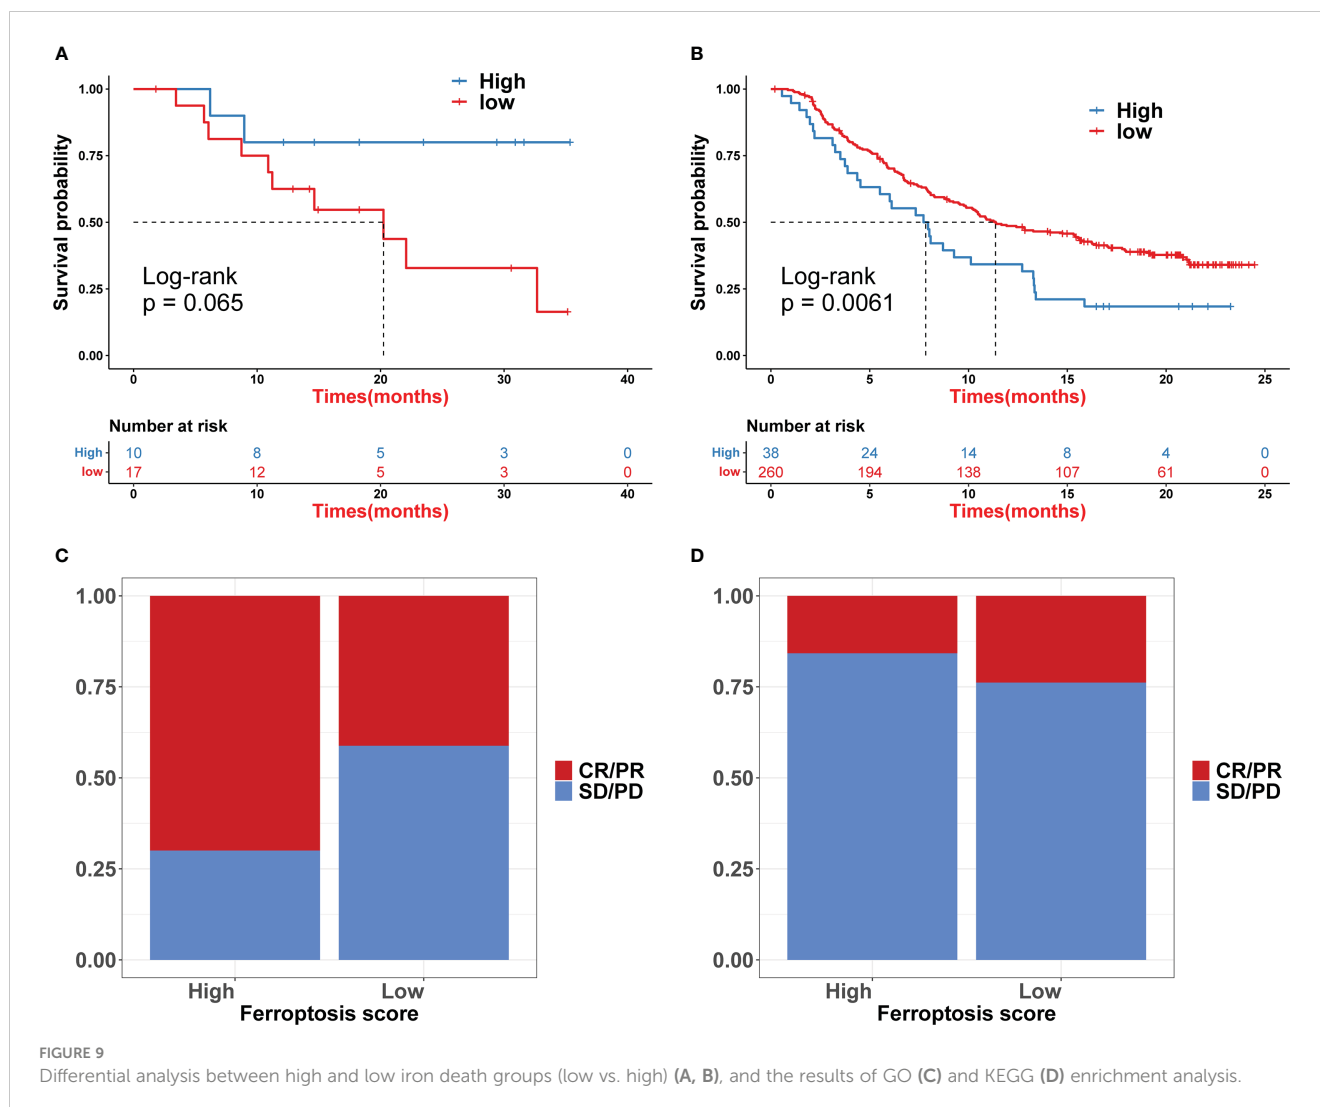 A
High
low
1.00
0.75
0.50
0.25
0.00
Survival probability
Log-rank
p = 0.065
0 10 20 30 40
Times(months)
Number at risk
High 10 8 5 3 0
low 17 12 5 3 0
0 10 20 30 40
Times(months)
B
High
low
1.00
0.75
0.50
0.25
0.00
Survival probability
Log-rank
p = 0.0061
0 5 10 15 20 25
Times(months)
Number at risk
High 38 24 14 8 4 0
low 260 194 138 107 61 0
0 5 10 15 20 25
Times(months)
C
1.00
0.75
0.50
0.25
0.00
High Low
Ferroptosis score
CR/PR
SD/PD
D
1.00
0.75
0.50
0.25
0.00
High Low
Ferroptosis score
CR/PR
SD/PD
FIGURE 9
Differential analysis between high and low iron death groups (low vs. high) (A, B), and the results of GO (C) and KEGG (D) enrichment analysis.